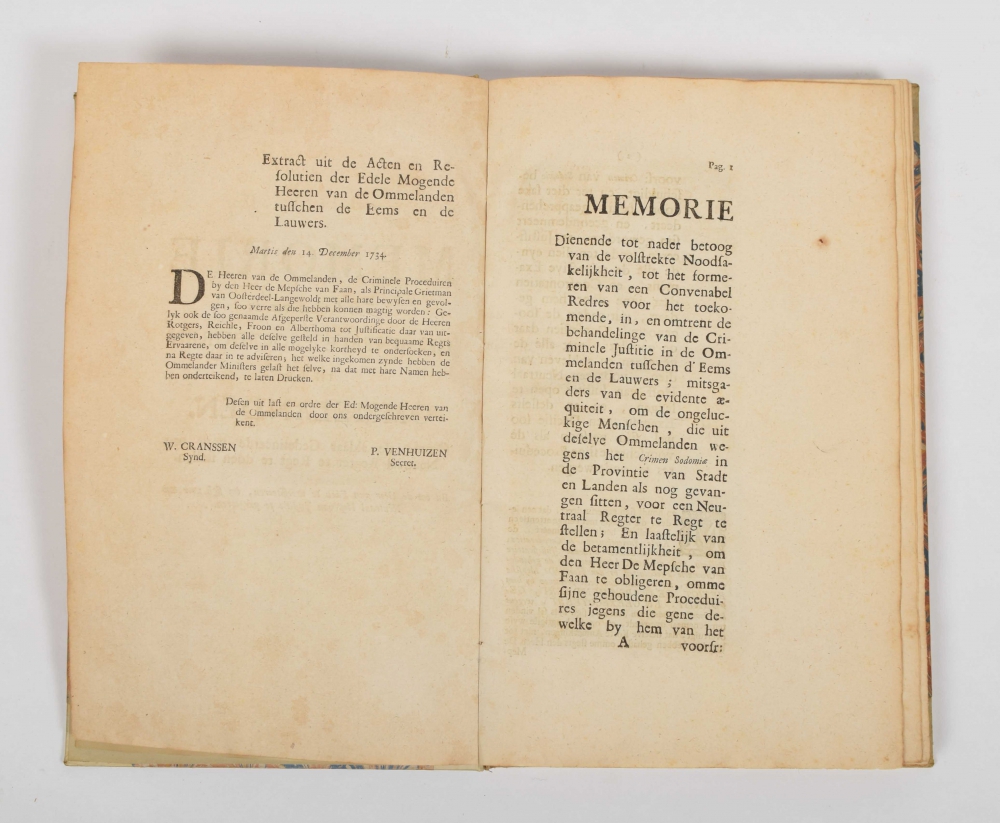 Extract uit de Acten en Re-
ſolutien der Edele Mogende
Heeren van de Ommelanden
tuſſchen de Eems en de
Lauwers.
Martis den 14. December 1734.
DE Heeren van de Ommelanden, de Criminele Proceduiren
by den Heer de Mepſche van Faan, als Principale Grietman
van Ooſterdeel-Langewoldt met alle hare bewyſen en gevol-
gen, ſoo verre als die hebben konnen magtig worden: Ge-
lyk ook de ſoo genaamde Afgeperſte Verantwoordinge door de Heeren
Rotgers, Reichle, Froon en Alberthoma tot Juſtificatie daar van uit-
gegeven, hebben alle deſelve geſteld in handen van bequaame Regts
Ervaarene, om deſelve in alle mogelyke kortheyd te onderſoeken, en
na Regte daar in te adviſeren; het welke ingekomen zynde hebben de
Ommelander Miniſters gelaſt het ſelve, na dat met hare Namen heb-
ben onderteikend, te laten Drucken.
Deſen uit laſt en ordre der Ed: Mogende Heeren van
de Ommelanden door ons ondergeſchreven vertei-
kent.
W. CRANSSEN
Synd.
P. VENHUIZEN
Secret.
Pag. 1
MEMORIE
Dienende tot nader betoog
van de volſtrekte Noodſa-
kelijkheit, tot het forme-
ren van een Convenabel
Redres voor het toeko-
mende, in, en omtrent de
behandelinge van de Cri-
minele Juſtitie in de Om-
melanden tuſſchen d'Eems
en de Lauwers; mitsga-
ders van de evidente æ-
quiteit, om de ongeluc-
kige Menſchen, die uit
deſelve Ommelanden we-
gens het Crimen Sodomiæ in
de Provintie van Stadt
en Landen als nog gevan-
gen ſitten, voor een Neu-
traal Regter te Regt te
ſtellen; En laaſtelijk van
de betamentlijkheit, om
den Heer De Mepſche van
Faan te obligeren, omme
ſijne gehoudene Procedui-
res jegens die gene de-
welke by hem van het
A voorſr: